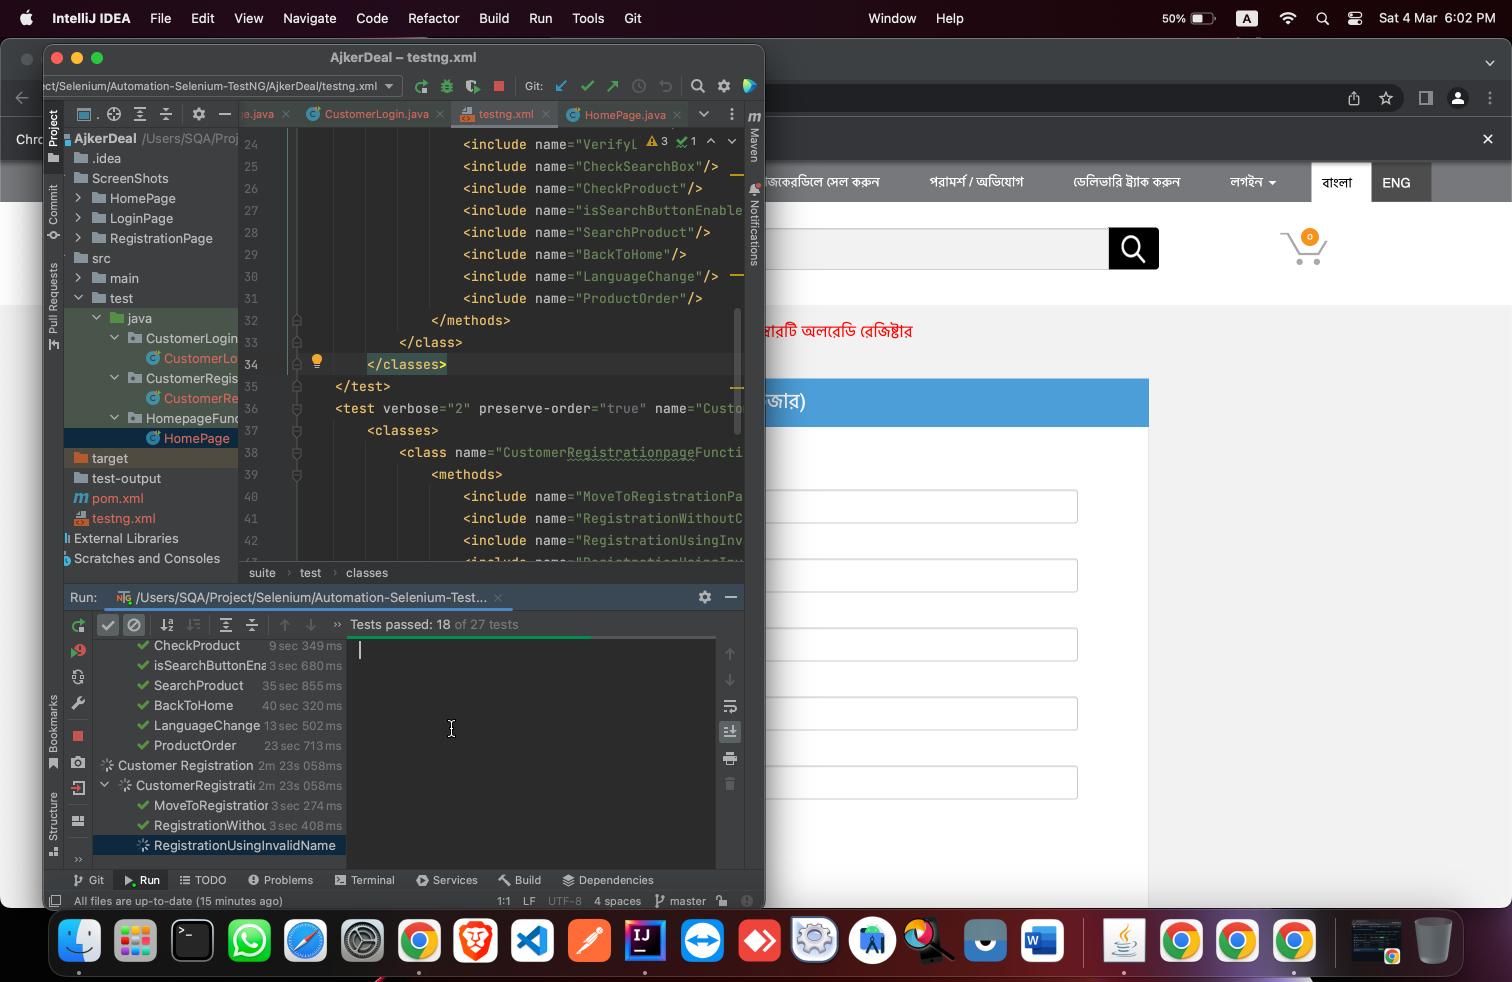 IntelliJ IDEA File Edit View Navigate Code Refactor Build Run Tools Git Window Help 50% A Sat 4 Mar 6:02 PM
AjkerDeal – testng.xml
ct/Selenium/Automation-Selenium-TestNG/AjkerDeal/testng.xml Git:
e.java CustomerLogin.java testng.xml HomePage.java
Project
Commit
Pull Requests
Bookmarks
Structure
Maven
Notifications
AjkerDeal /Users/SQA/Proj
.idea
ScreenShots
HomePage
LoginPage
RegistrationPage
src
main
test
java
CustomerLogin
CustomerLo
CustomerRegis
CustomerRe
HomepageFunc
HomePage
target
test-output
pom.xml
testng.xml
External Libraries
Scratches and Consoles
3 1
24 <include name="VerifyL
25 <include name="CheckSearchBox"/>
26 <include name="CheckProduct"/>
27 <include name="isSearchButtonEnable
28 <include name="SearchProduct"/>
29 <include name="BackToHome"/>
30 <include name="LanguageChange"/>
31 <include name="ProductOrder"/>
32 </methods>
33 </class>
34 </classes>
35 </test>
36 <test verbose="2" preserve-order="true" name="Custo
37 <classes>
38 <class name="CustomerRegistrationpageFuncti
39 <methods>
40 <include name="MoveToRegistrationPa
41 <include name="RegistrationWithoutC
42 <include name="RegistrationUsingInv
suite test classes
Run: /Users/SQA/Project/Selenium/Automation-Selenium-Test...
Tests passed: 18 of 27 tests
CheckProduct 9 sec 349 ms
isSearchButtonEna 3 sec 680 ms
SearchProduct 35 sec 855 ms
BackToHome 40 sec 320 ms
LanguageChange 13 sec 502 ms
ProductOrder 23 sec 713 ms
Customer Registration 2m 23s 058ms
CustomerRegistrati 2m 23s 058ms
MoveToRegistration 3 sec 274 ms
RegistrationWithou 3 sec 408 ms
RegistrationUsingInvalidName
Git Run TODO Problems Terminal Services Build Dependencies
All files are up-to-date (15 minutes ago) 1:1 LF UTF-8 4 spaces master
Chro
জকেরডিলে সেল করুন পরামর্শ / অভিযোগ ডেলিভারি ট্র্যাক করুন লগইন বাংলা ENG
0
ম্বারটি অলরেডি রেজিষ্টার
জার)